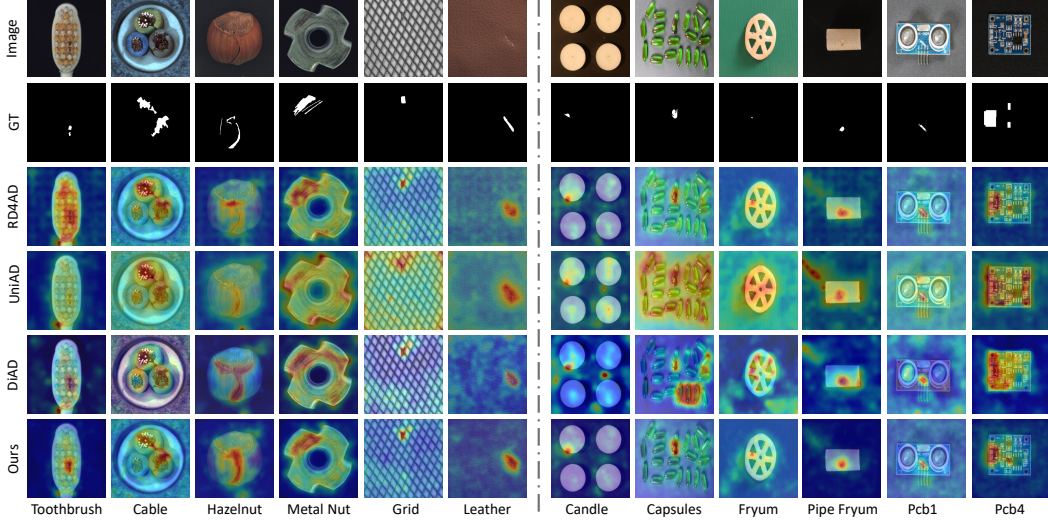 Image
GT
RD4AD
UniAD
DiAD
Ours
Toothbrush Cable Hazelnut Metal Nut Grid Leather Candle Capsules Fryum Pipe Fryum Pcb1 Pcb4